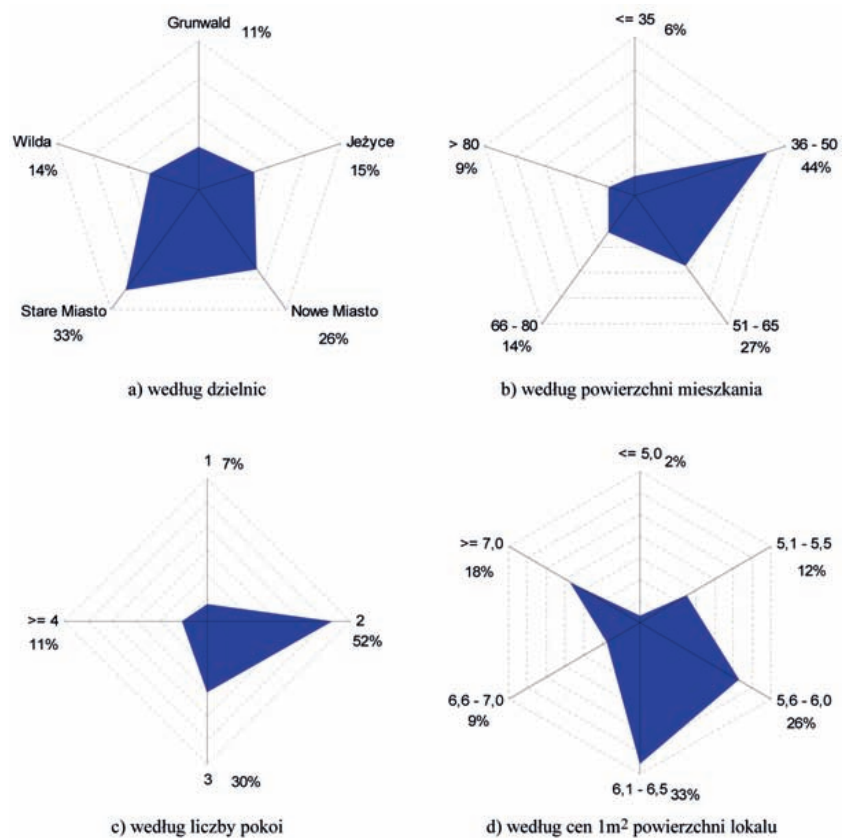 Grunwald
11%
Wilda
14%
Jeżyce
15%
Stare Miasto
33%
Nowe Miasto
26%
a) według dzielnic
<= 35
6%
> 80
9%
36 - 50
44%
66 - 80
14%
51 - 65
27%
b) według powierzchni mieszkania
1
7%
>= 4
11%
2
52%
3
30%
c) według liczby pokoi
<= 5,0
2%
>= 7,0
18%
5,1 - 5,5
12%
6,6 - 7,0
9%
5,6 - 6,0
26%
6,1 - 6,5
33%
d) według cen 1m² powierzchni lokalu